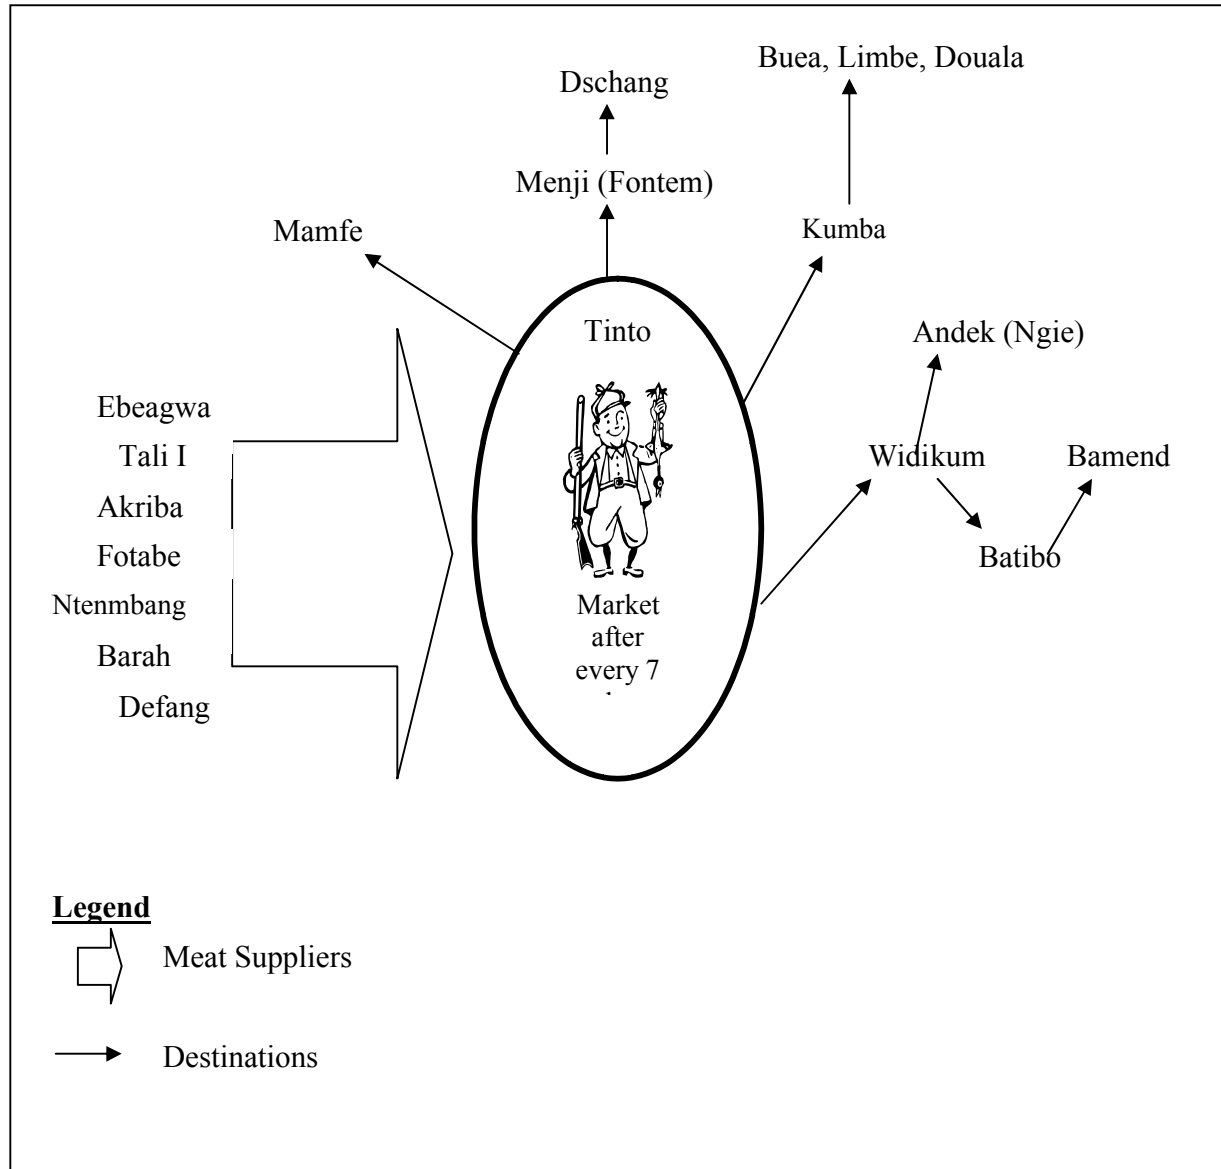 Buea, Limbe, Douala
Dschang
Menji (Fontem)
Mamfe
Kumba
Tinto
Andek (Ngie)
Ebeagwa
Tali I
Akriba
Fotabe
Ntenmbang
Barah
Defang
Widikum
Bamend
Batibo
Market
after
every 7
Legend
Meat Suppliers
Destinations